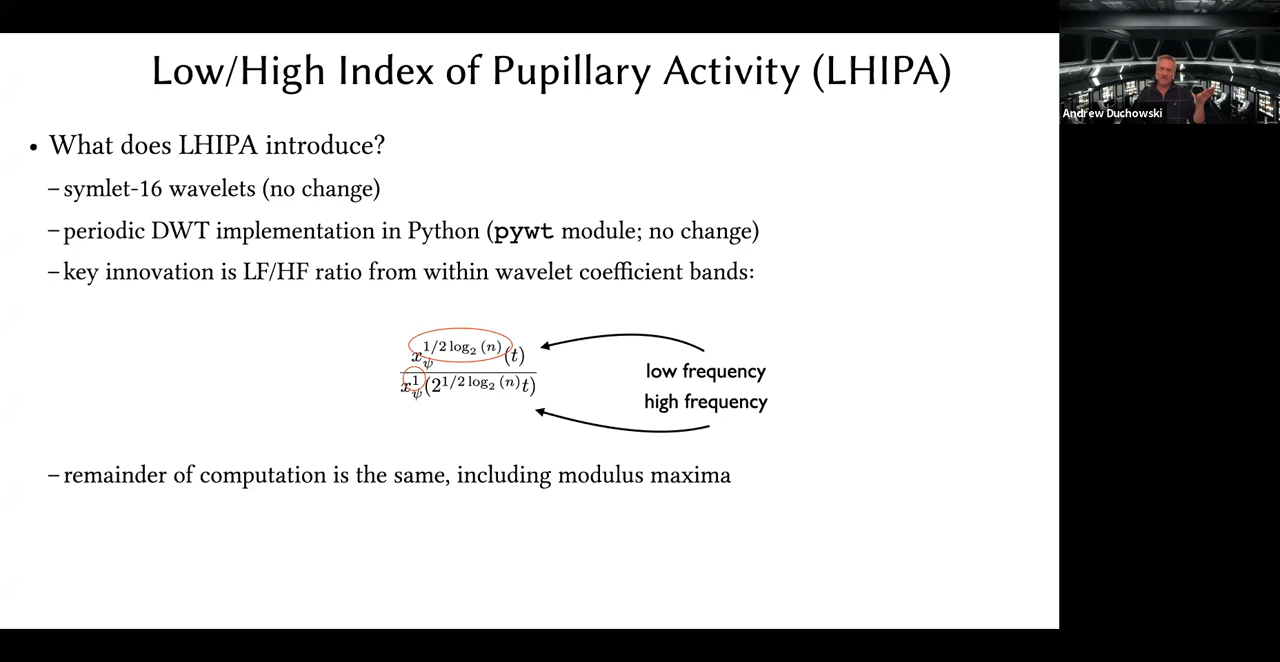 Low/High Index of Pupillary Activity (LHIPA)
• What does LHIPA introduce?
– symlet-16 wavelets (no change)
– periodic DWT implementation in Python (pywt module; no change)
– key innovation is LF/HF ratio from within wavelet coefficient bands:
x_ψ^{1/2 log₂ (n)}(t)
x_ψ^1(2^{1/2 log₂ (n)}t)
low frequency
high frequency
– remainder of computation is the same, including modulus maxima
Andrew Duchowski